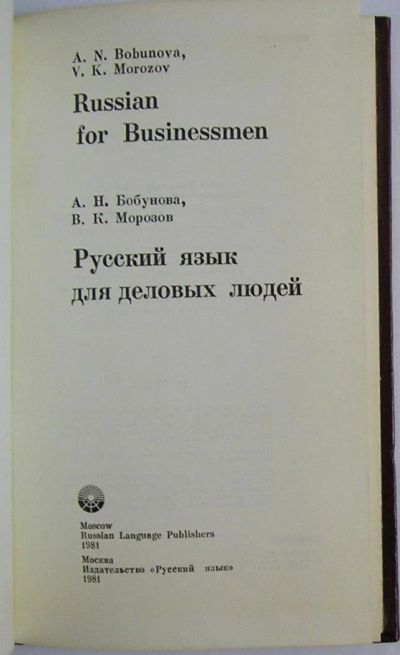 A. N. Bobunova,
V. K. Morozov
Russian
for Businessmen
А. Н. Бобунова,
В. К. Морозов
Русский язык
для деловых людей
Moscow
Russian Language Publishers
1981
Москва
Издательство «Русский язык»
1981